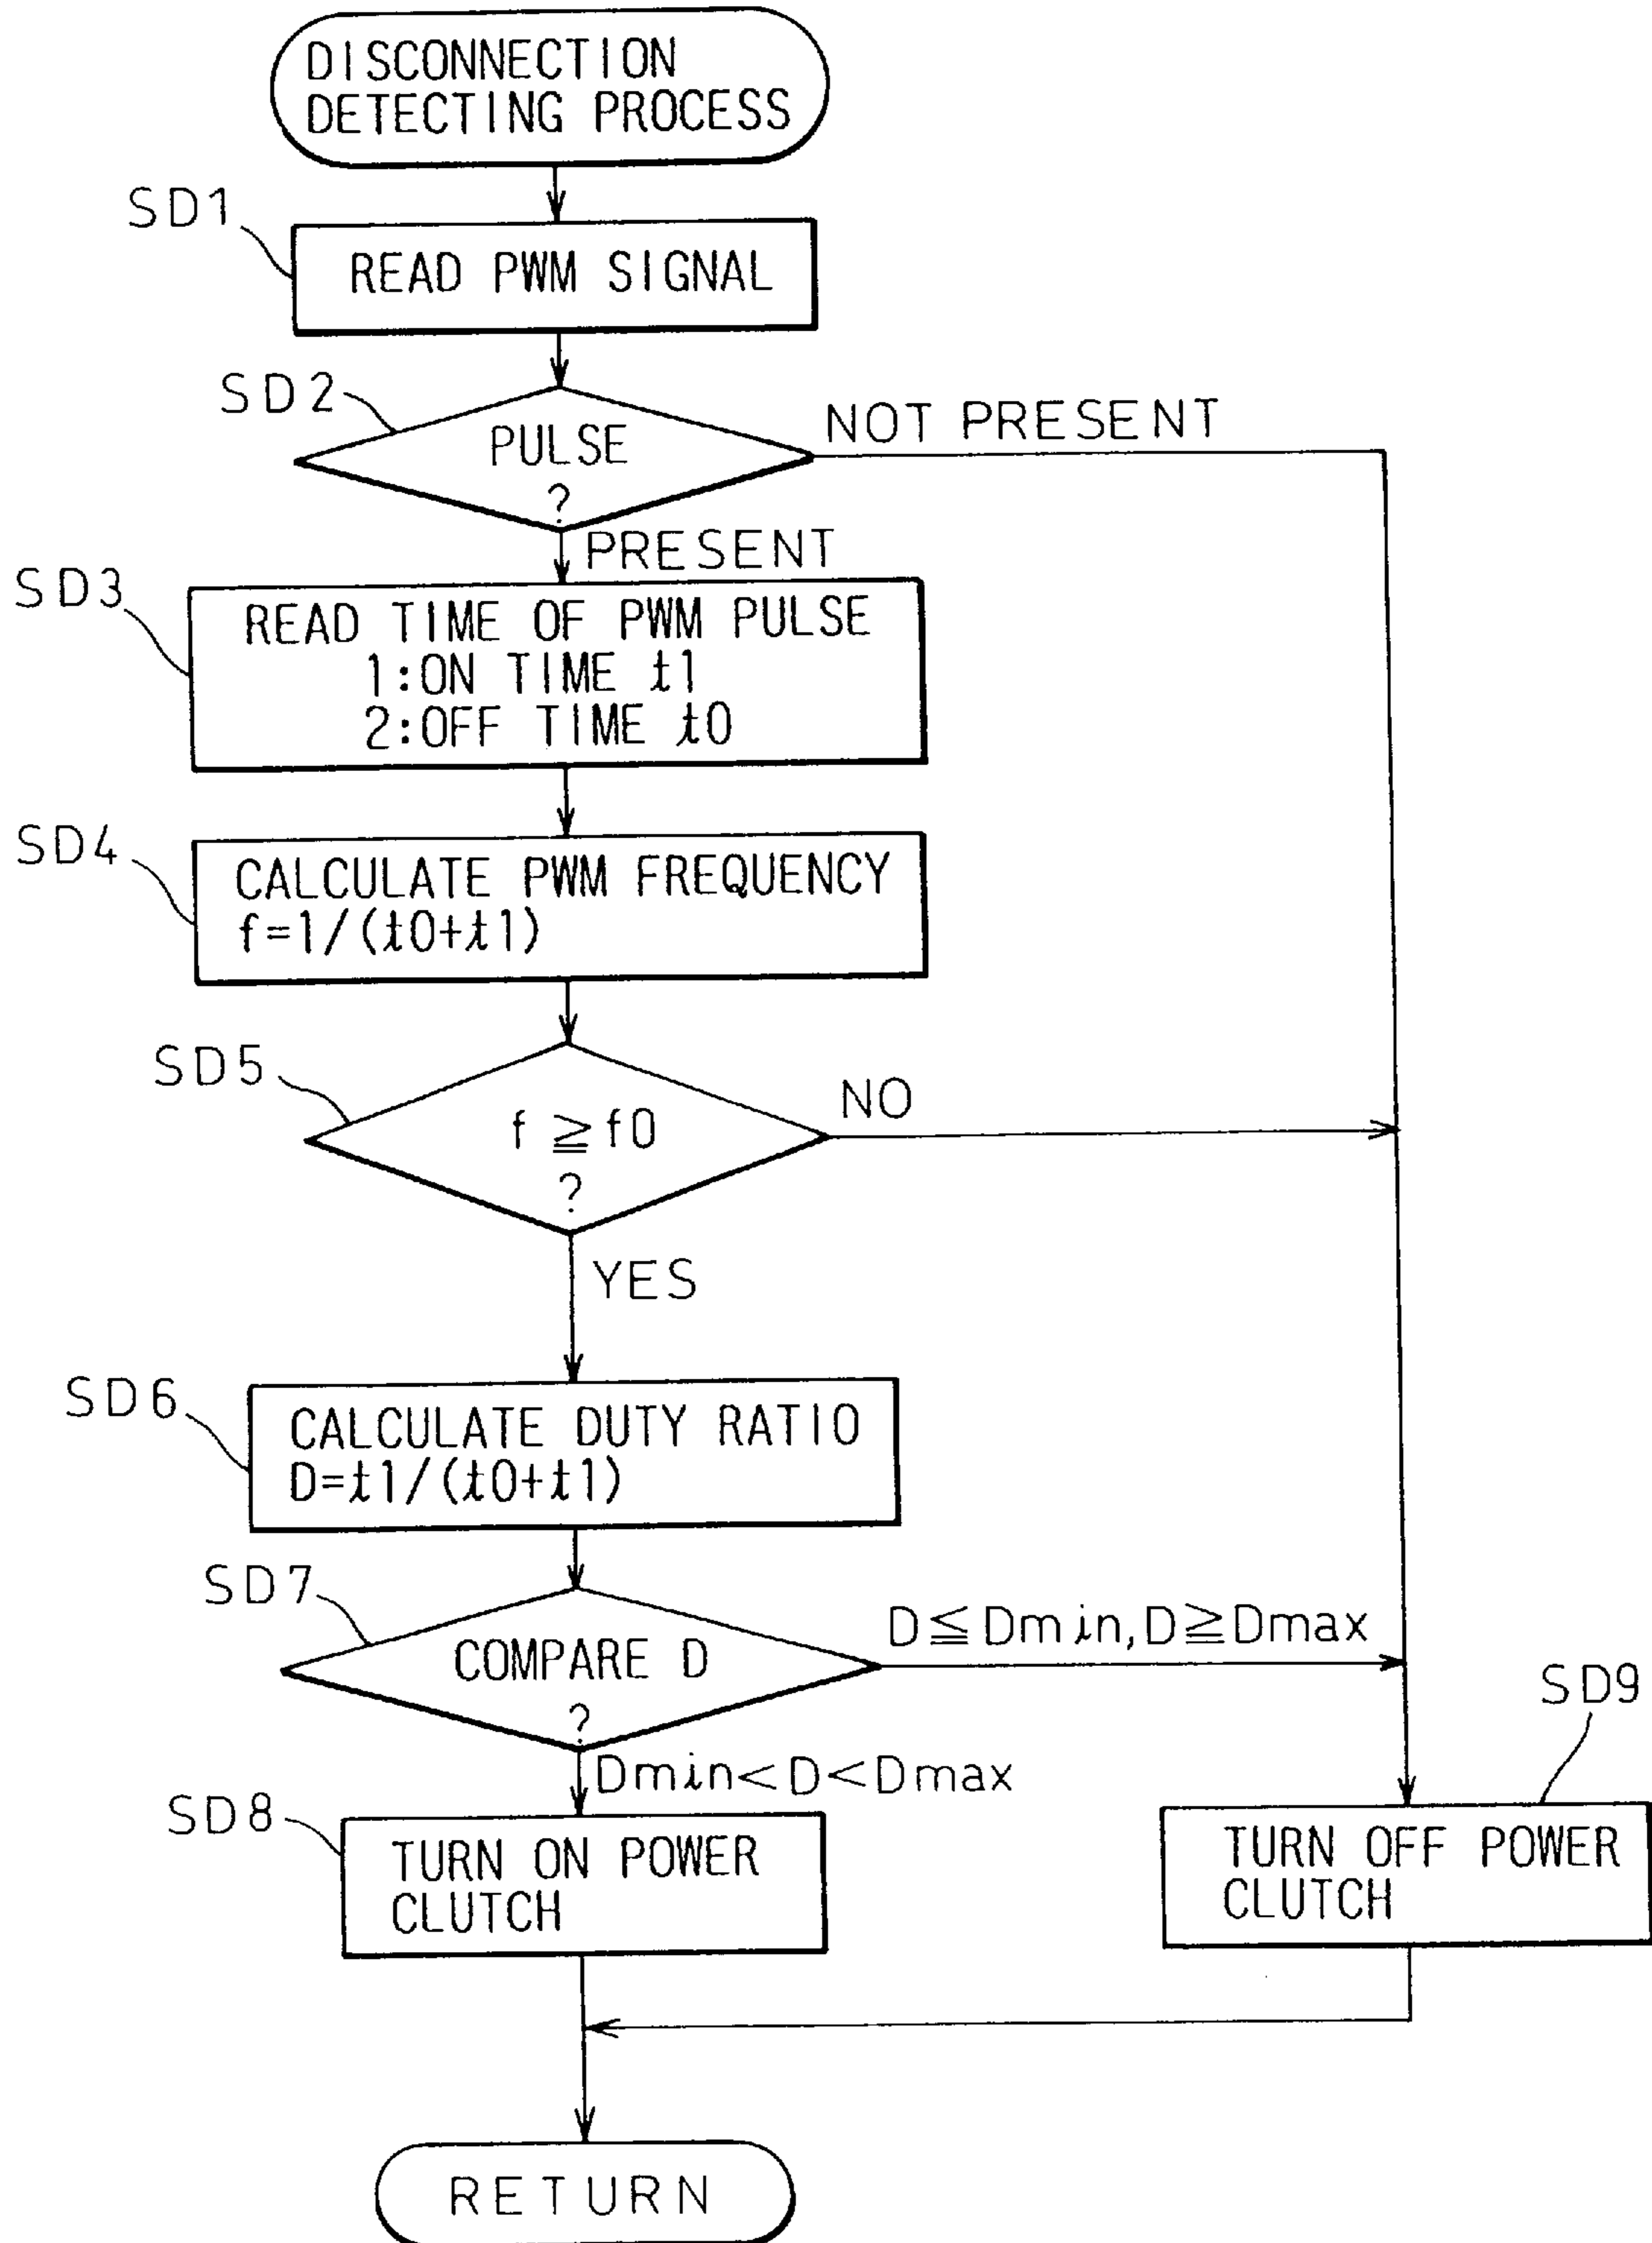 DISCONNECTION
DETECTING PROCESS
SD1
READ PWM SIGNAL
SD2
PULSE
?
NOT PRESENT
PRESENT
SD3
READ TIME OF PWM PULSE
1:ON TIME t1
2:OFF TIME t0
SD4
CALCULATE PWM FREQUENCY
f=1/(t0+t1)
SD5
f ≧ f0
?
NO
YES
SD6
CALCULATE DUTY RATIO
D=t1/(t0+t1)
SD7
COMPARE D
?
D≦Dmin,D≧Dmax
Dmin<D<Dmax
SD8
TURN ON POWER
CLUTCH
SD9
TURN OFF POWER
CLUTCH
RETURN